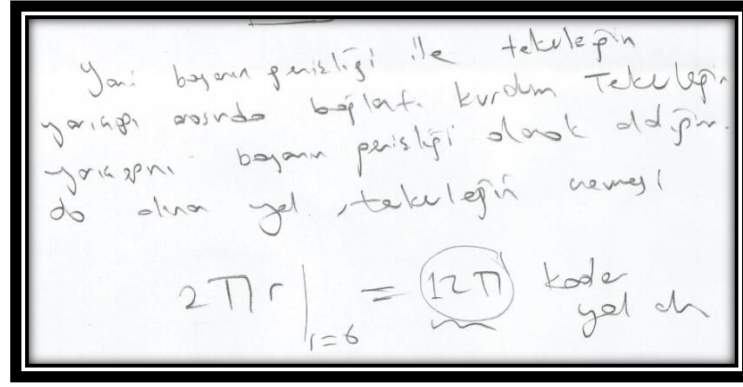 Yani boyanın genişliği ile tekerleğin
yarıçapı arasında bağlantı kurdum Tekerleğin
yarıçapını boyanın genişliği olarak aldığım
da alınan yol, tekerleğin çevresi
2πr|r=6 = 12π kadar
yol